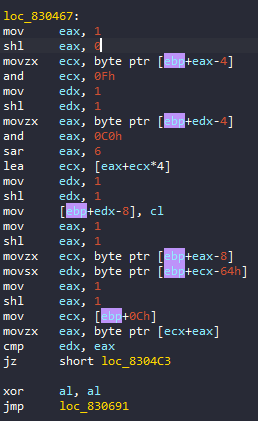 loc_830467:
mov eax, 1
shl eax, 0
movzx ecx, byte ptr [ebp+eax-4]
and ecx, 0Fh
mov edx, 1
shl edx, 1
movzx eax, byte ptr [ebp+edx-4]
and eax, 0C0h
sar eax, 6
lea ecx, [eax+ecx*4]
mov edx, 1
shl edx, 1
mov [ebp+edx-8], cl
mov eax, 1
shl eax, 1
movzx ecx, byte ptr [ebp+eax-8]
movsx edx, byte ptr [ebp+ecx-64h]
mov eax, 1
shl eax, 1
mov ecx, [ebp+0Ch]
movzx eax, byte ptr [ecx+eax]
cmp edx, eax
jz short loc_8304C3
xor al, al
jmp loc_830691